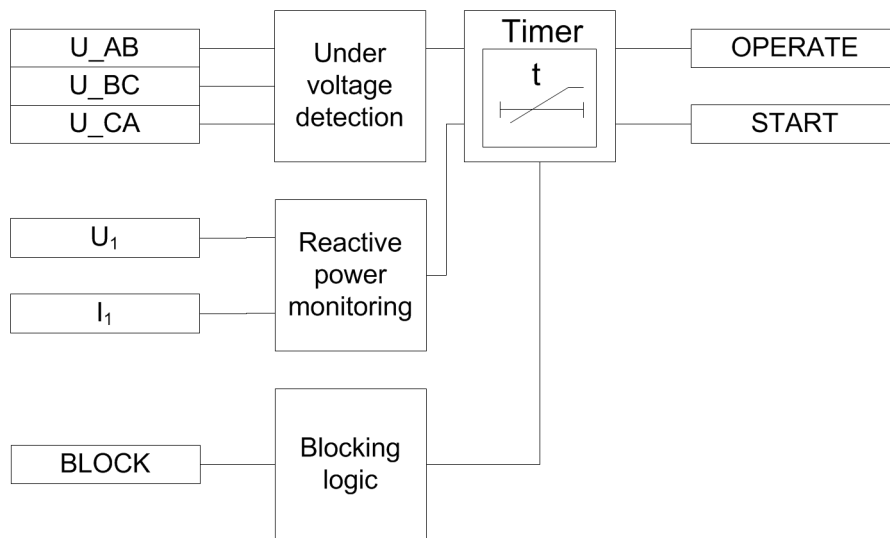 U_AB
U_BC
U_CA
Under
voltage
detection
Timer
t
OPERATE
START
U₁
I₁
Reactive
power
monitoring
BLOCK
Blocking
logic